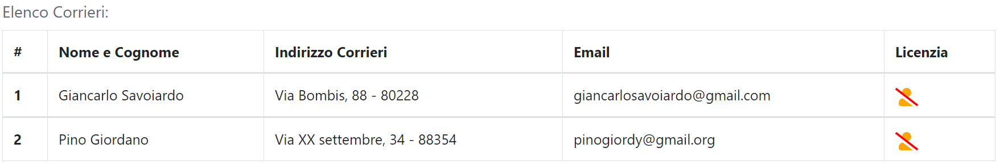 Elenco Corrieri:
# Nome e Cognome Indirizzo Corrieri Email Licenzia
1 Giancarlo Savoiardo Via Bombis, 88 - 80228 giancarlosavoiardo@gmail.com
2 Pino Giordano Via XX settembre, 34 - 88354 pinogiordy@gmail.org